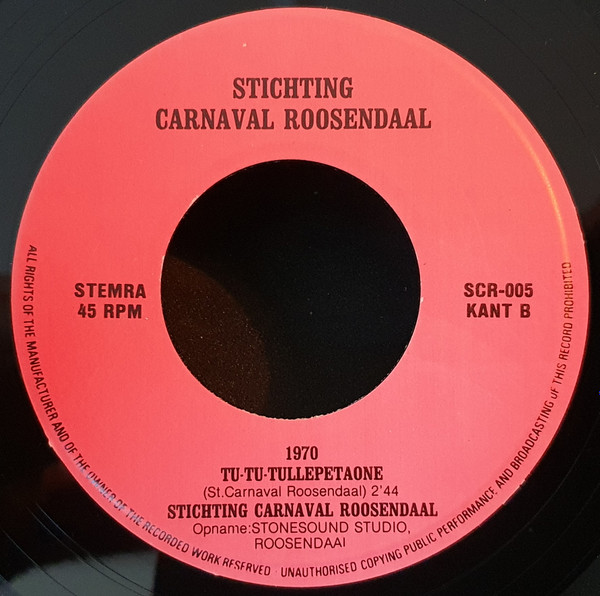 STICHTING
CARNAVAL ROOSENDAAL
STEMRA
45 RPM
SCR-005
KANT B
1970
TU-TU-TULLEPETAONE
(St.Carnaval Roosendaal) 2'44
STICHTING CARNAVAL ROOSENDAAL
Opname:STONESOUND STUDIO,
ROOSENDAAl
ALL RIGHTS OF THE MANUFACTURER AND OF THE OWNER OF THE RECORDED WORK RESERVED · UNAUTHORISED COPYING PUBLIC PERFORMANCE AND BROADCASTING OF THIS RECORD PROHIBITED